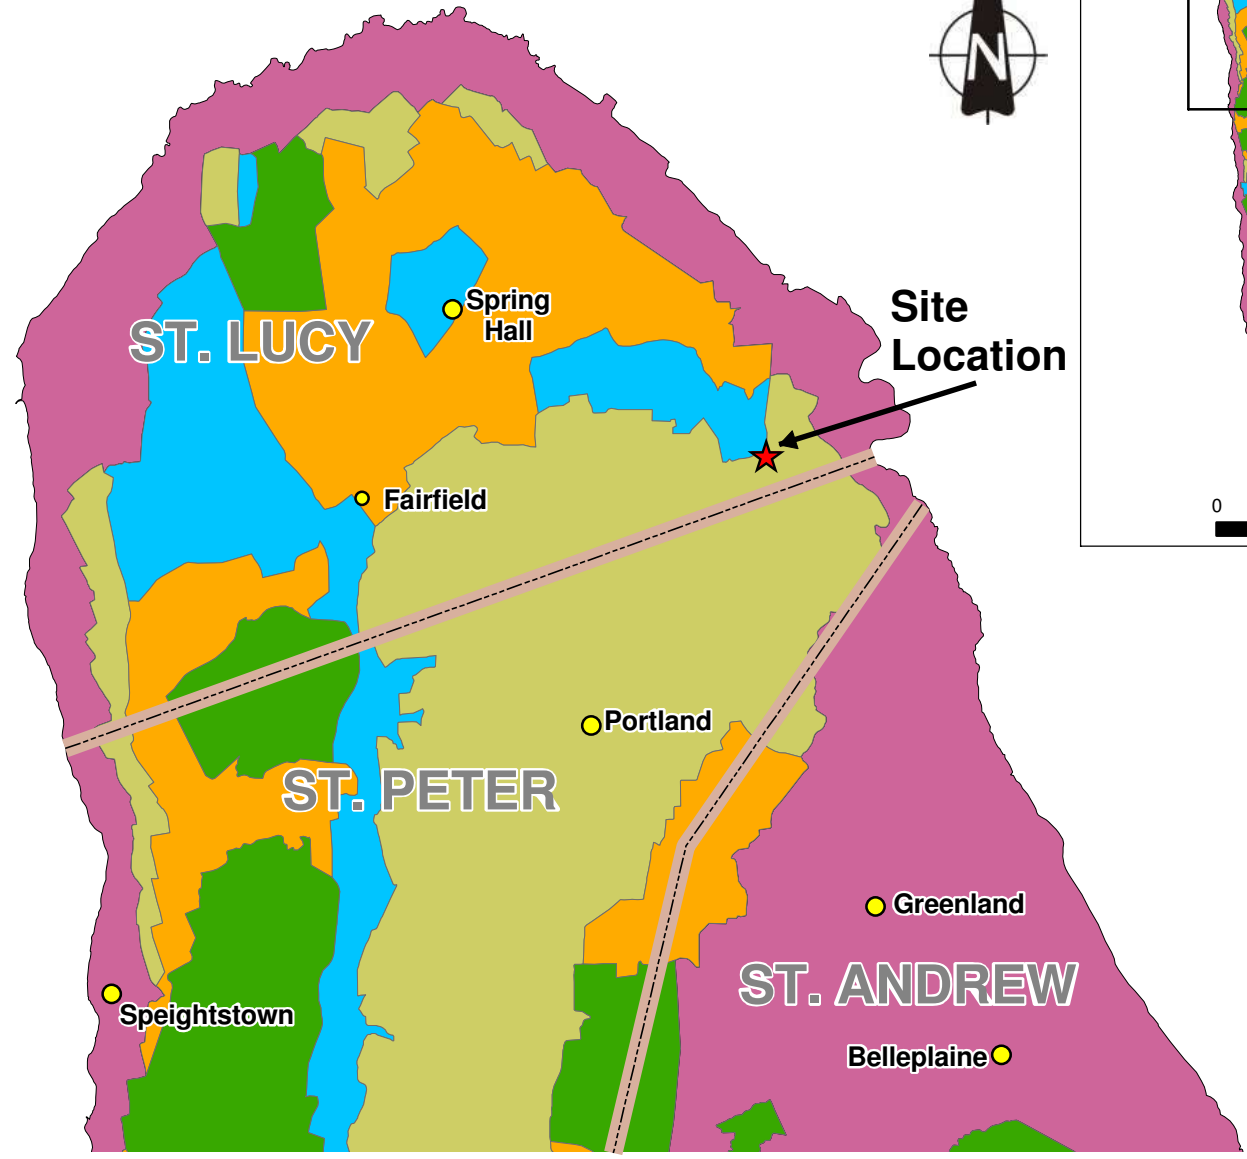 N
Site
Location
Spring
Hall
ST. LUCY
Fairfield
0
Portland
ST. PETER
Greenland
ST. ANDREW
Speightstown
Belleplaine